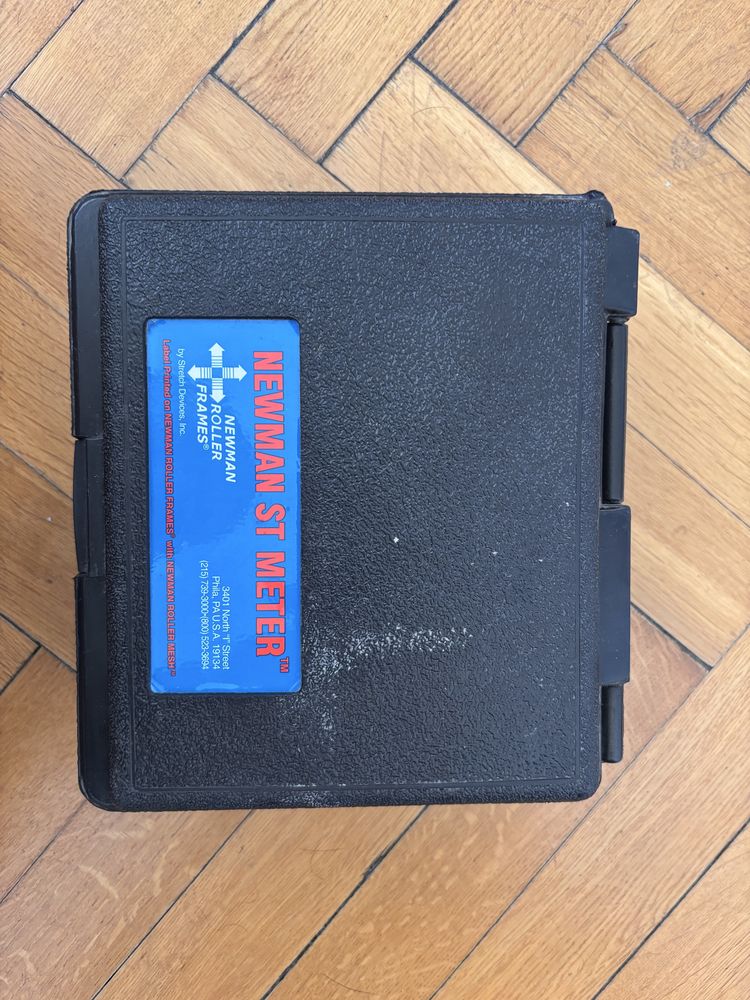 NEWMAN ST METER™
NEWMAN
ROLLER
FRAMES®
by Stretch Devices, Inc.
3401 North "I" Street
Phila, PA U.S.A. 19134
(215) 739-3000•(800) 523-3694
Label Printed on NEWMAN ROLLER FRAMES® with NEWMAN ROLLER MESH™